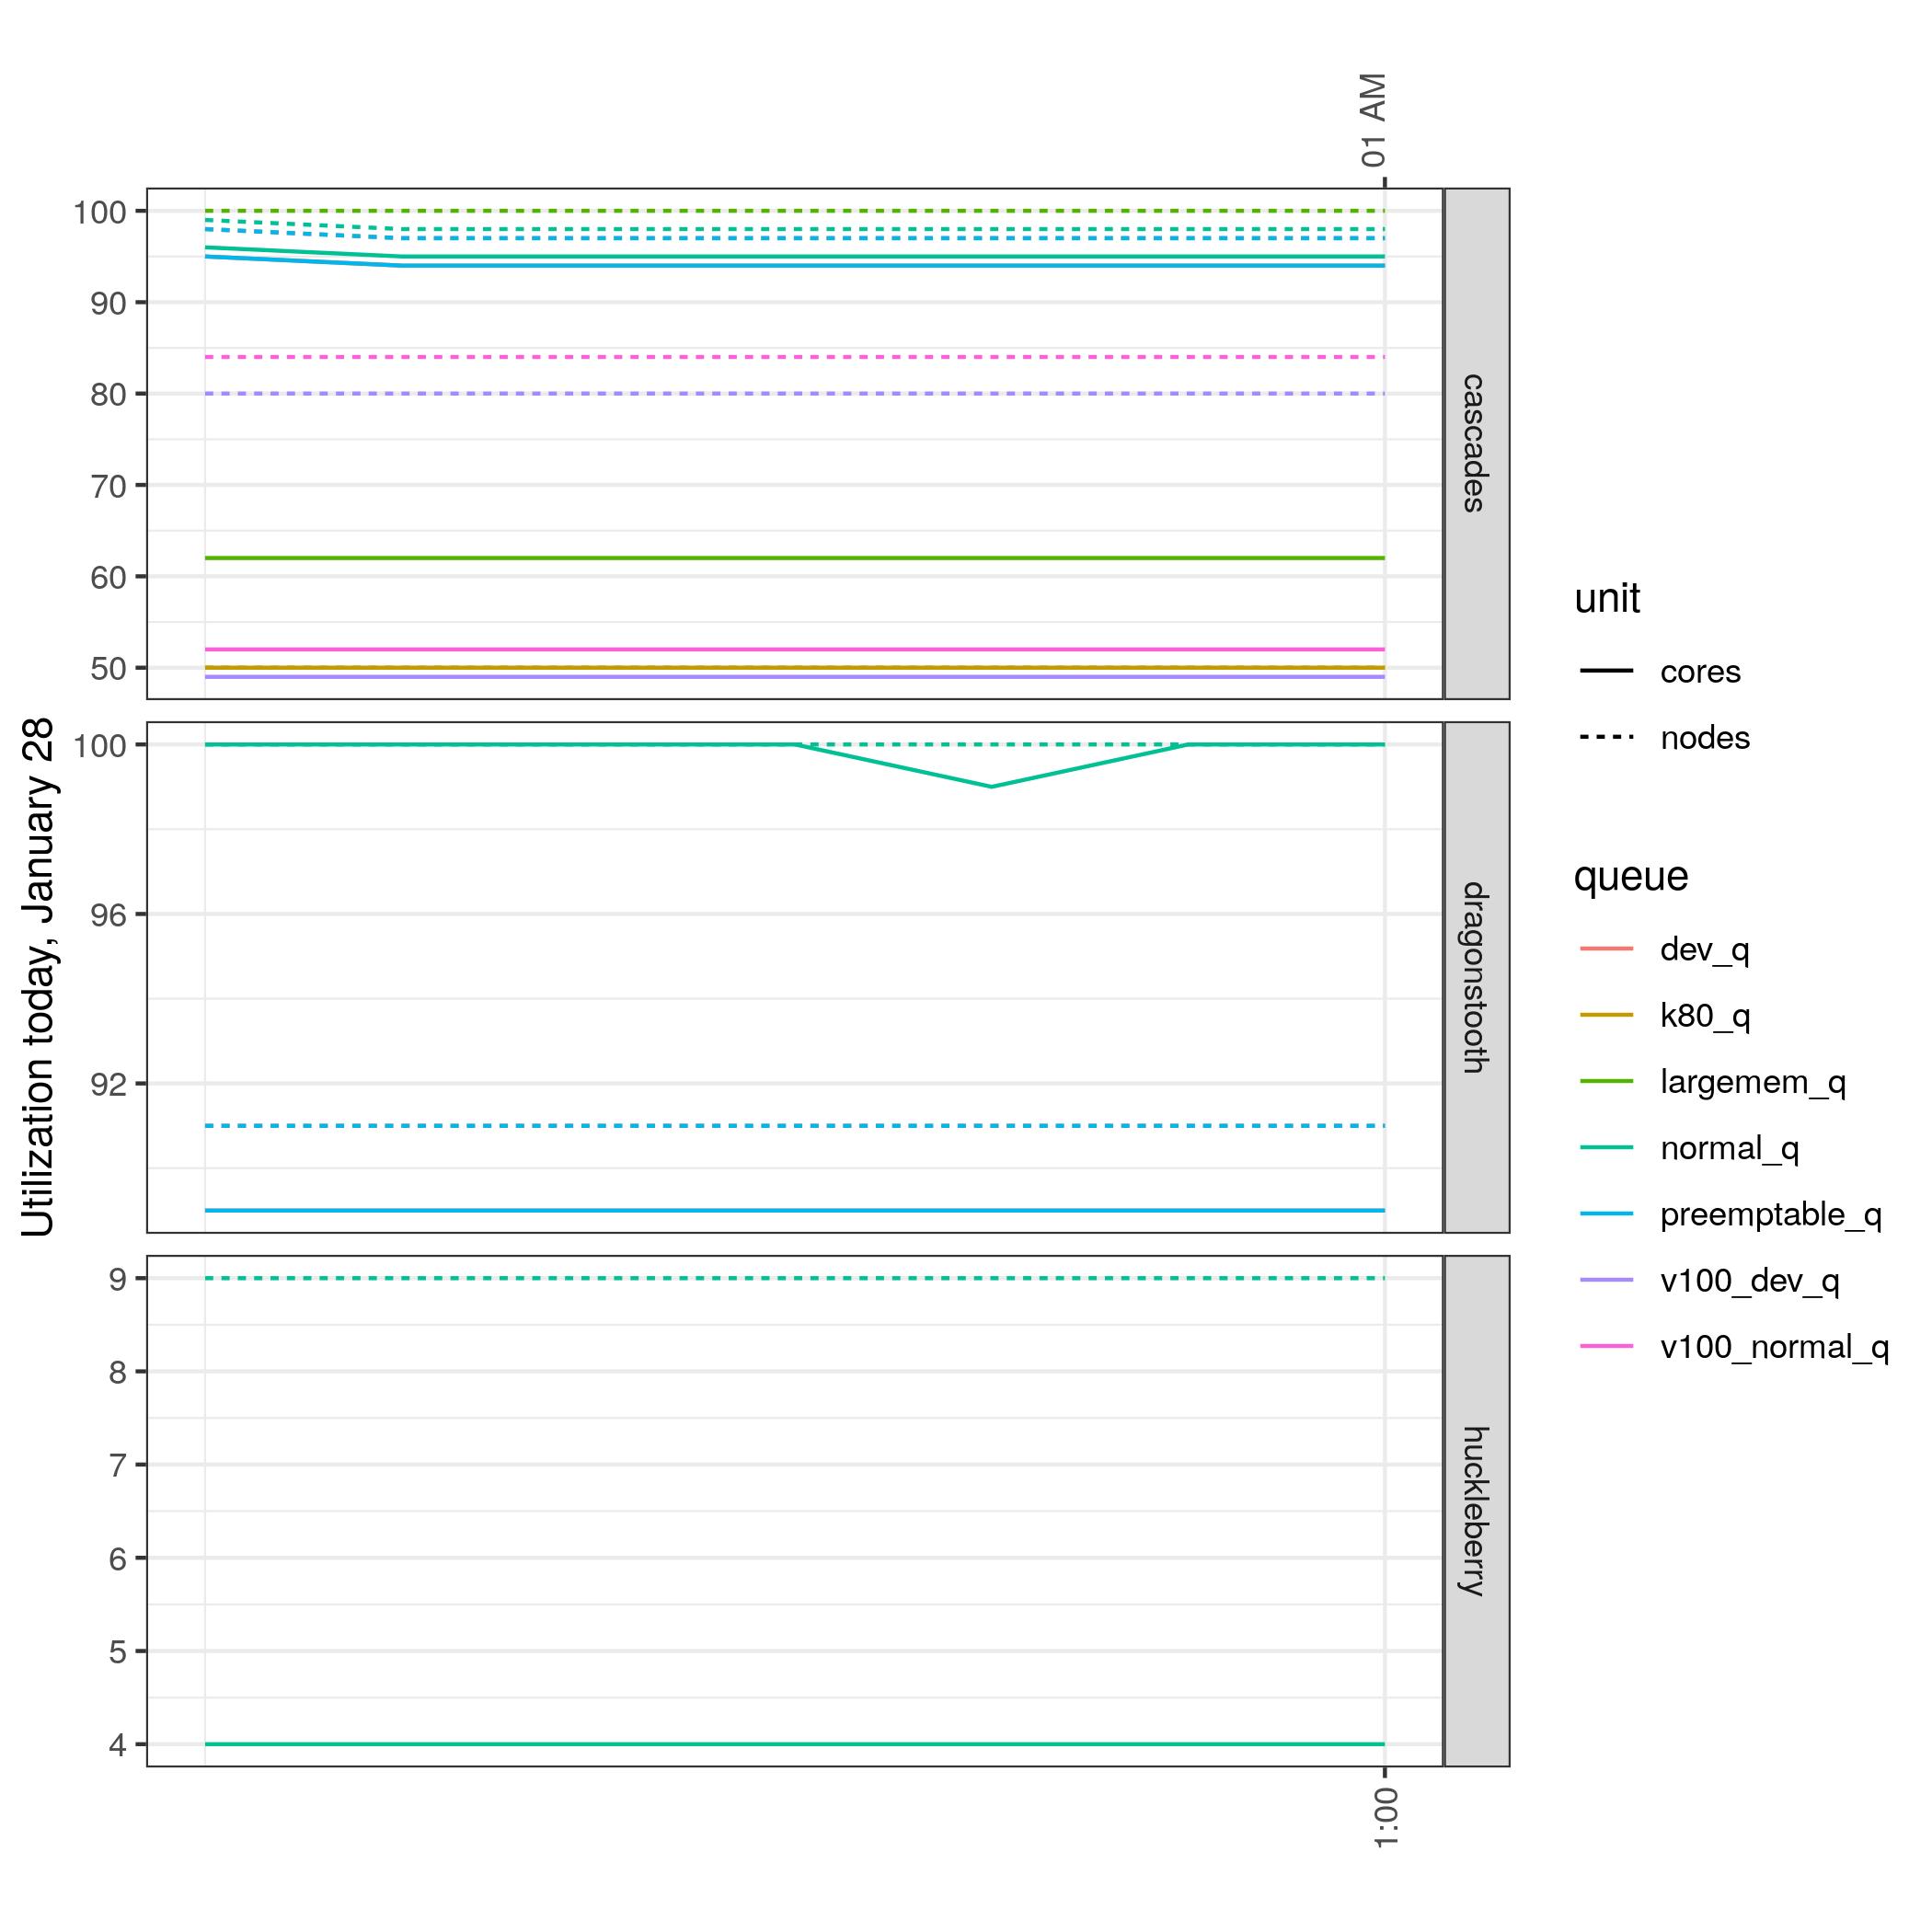 01 AM
100
90
80
70
60
50
cascades
Utilization today, January 28
100
96
92
dragonstooth
9
8
7
6
5
4
huckleberry
1:00
unit
cores
nodes
queue
dev_q
k80_q
largemem_q
normal_q
preemptable_q
v100_dev_q
v100_normal_q